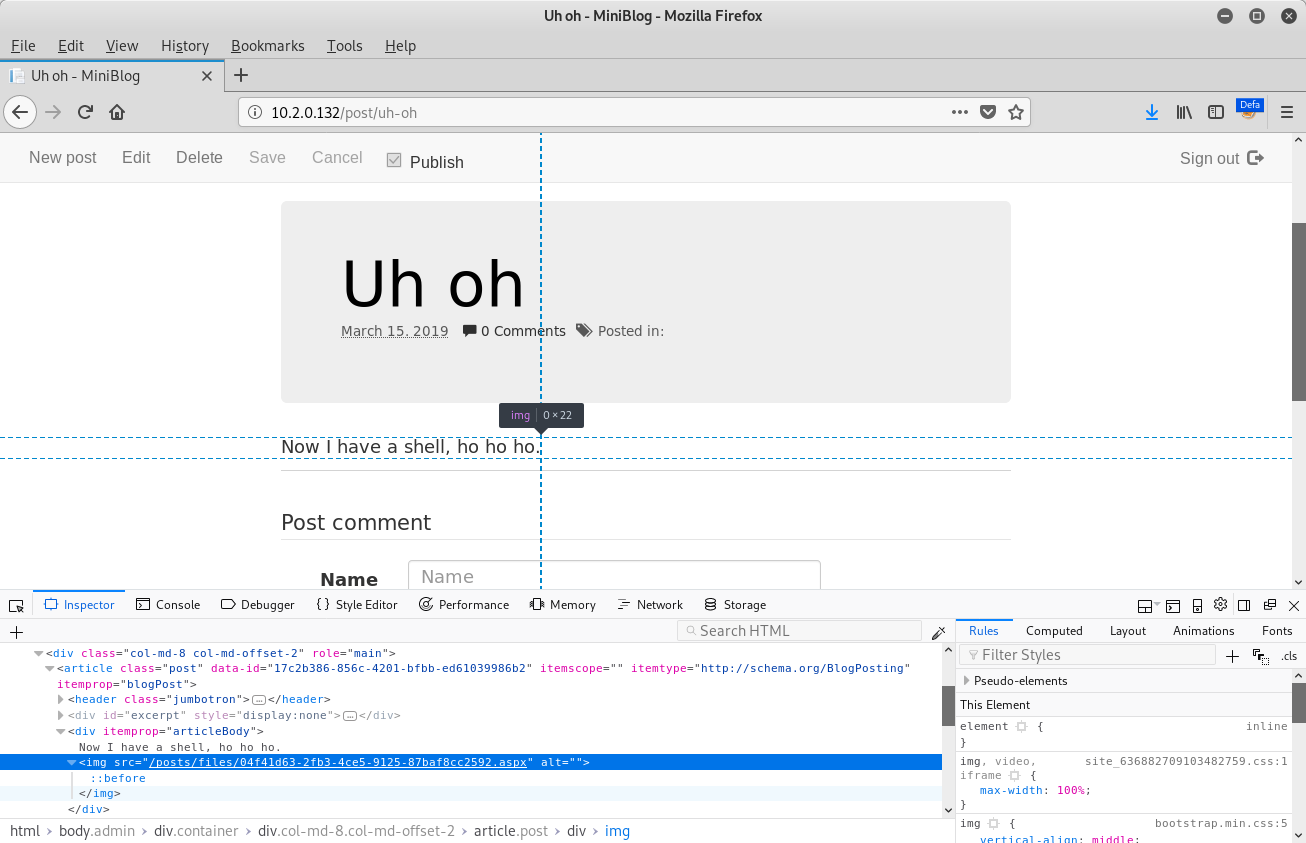 Uh oh - MiniBlog - Mozilla Firefox
File Edit View History Bookmarks Tools Help
Uh oh - MiniBlog
10.2.0.132/post/uh-oh
Defa
New post Edit Delete Save Cancel Publish Sign out
Uh oh
March 15. 2019 0 Comments Posted in:
img 0 × 22
Now I have a shell, ho ho ho.
Post comment
Name Name
Inspector Console Debugger Style Editor Performance Memory Network Storage
Search HTML
<div class="col-md-8 col-md-offset-2" role="main">
<article class="post" data-id="17c2b386-856c-4201-bfbb-ed61039986b2" itemscope="" itemtype="http://schema.org/BlogPosting"
itemprop="blogPost">
<header class="jumbotron">…</header>
<div id="excerpt" style="display:none">…</div>
<div itemprop="articleBody">
Now I have a shell, ho ho ho.
<img src="/posts/files/04f41d63-2fb3-4ce5-9125-87baf8cc2592.aspx" alt="">
::before
</img>
</div>
html › body.admin › div.container › div.col-md-8.col-md-offset-2 › article.post › div › img
Rules Computed Layout Animations Fonts
Filter Styles .cls
Pseudo-elements
This Element
element { inline
}
img, video, site_636882709103482759.css:1
iframe {
max-width: 100%;
}
img { bootstrap.min.css:5
vertical-align: middle;